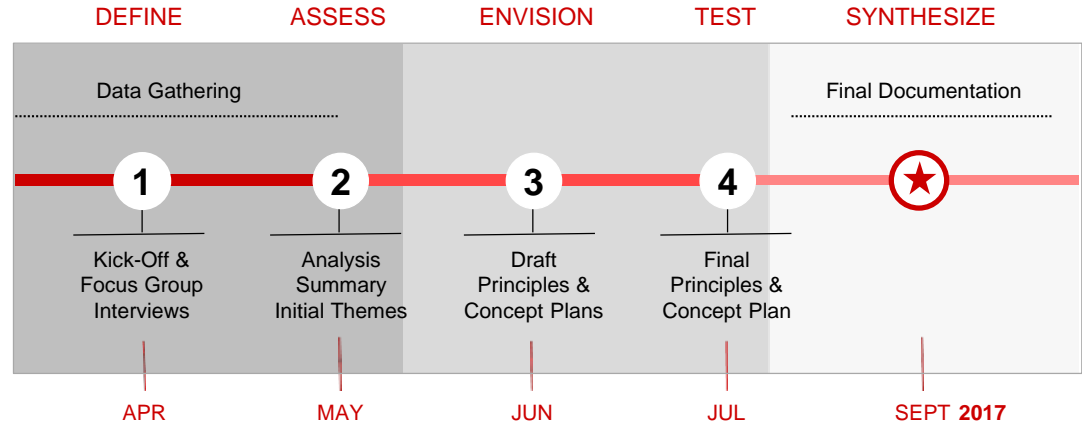 DEFINE ASSESS ENVISION TEST SYNTHESIZE
Data Gathering Final Documentation
1 2 3 4
Kick-Off &
Focus Group
Interviews
Analysis
Summary
Initial Themes
Draft
Principles &
Concept Plans
Final
Principles &
Concept Plan
APR MAY JUN JUL SEPT 2017